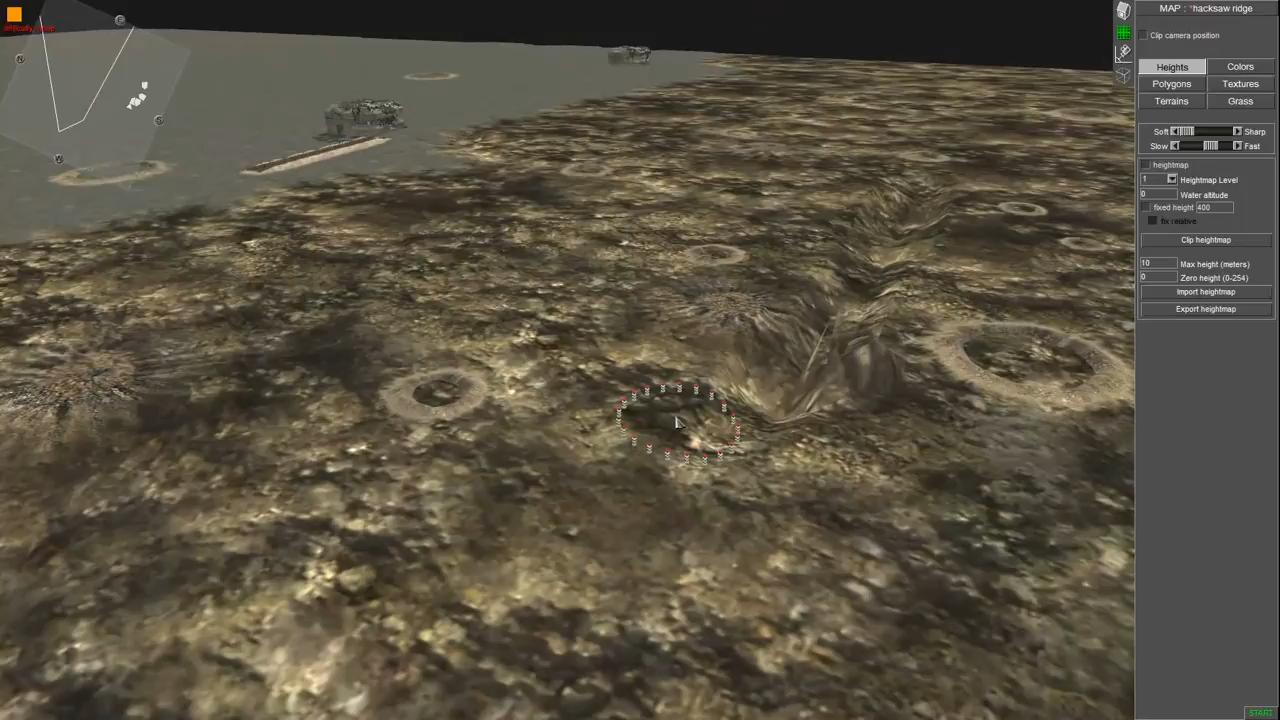 MAP : *hacksaw ridge
Clip camera position
Heights Colors
Polygons Textures
Terrains Grass
Soft Sharp
Slow Fast
heightmap
1 Heightmap Level
0 Water altitude
fixed height 400
fix relative
Clip heightmap
10 Max height (meters)
0 Zero height (0-254)
Import heightmap
Export heightmap
E
N
S
W
START